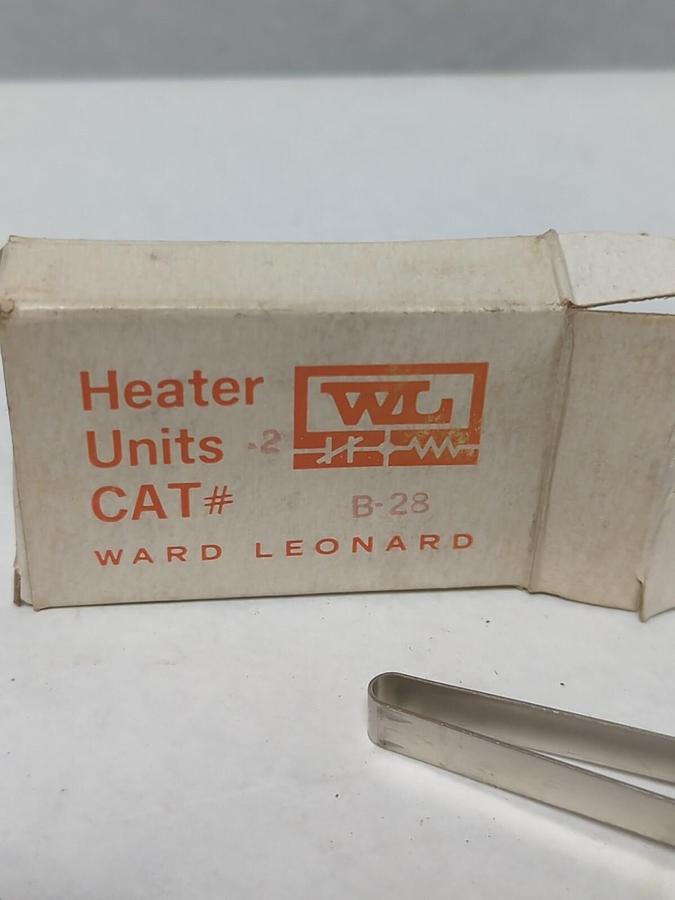 Heater
Units -2
CAT#
WL
B-28
WARD LEONARD